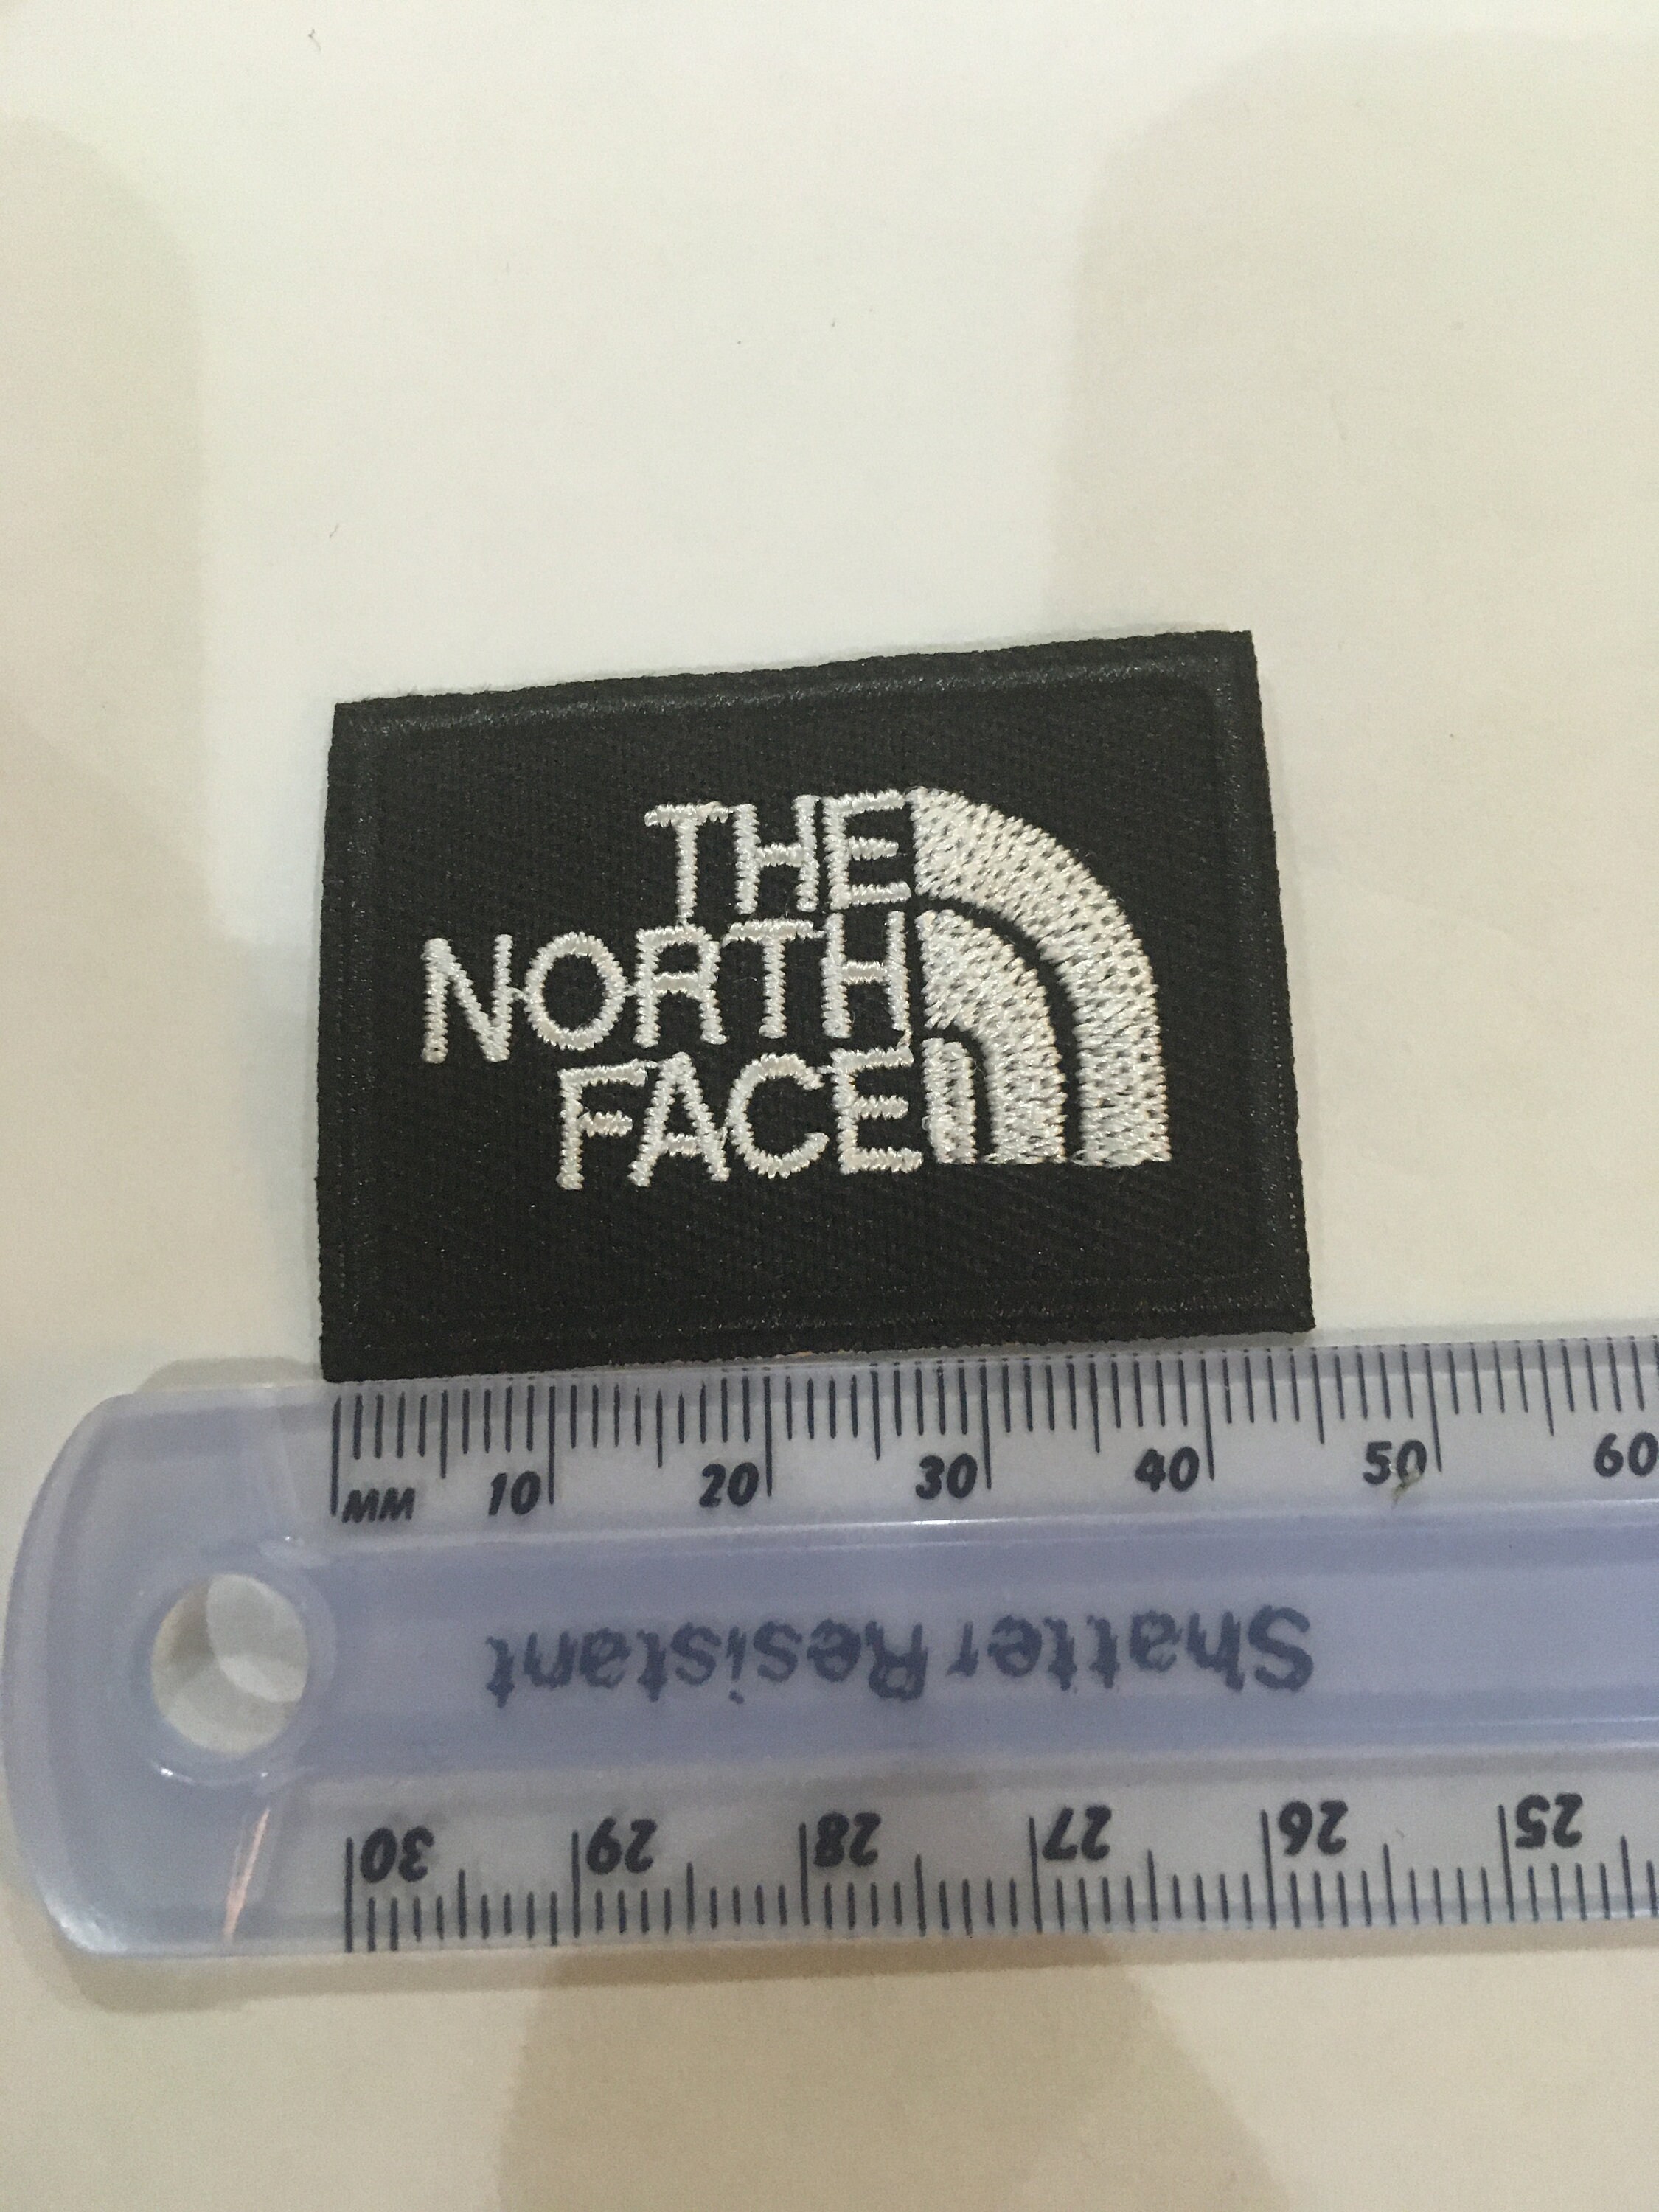 THE
NORTH
FACE
MM 10 20 30 40 50 60
Shatter Resistant
30 29 28 27 26 25